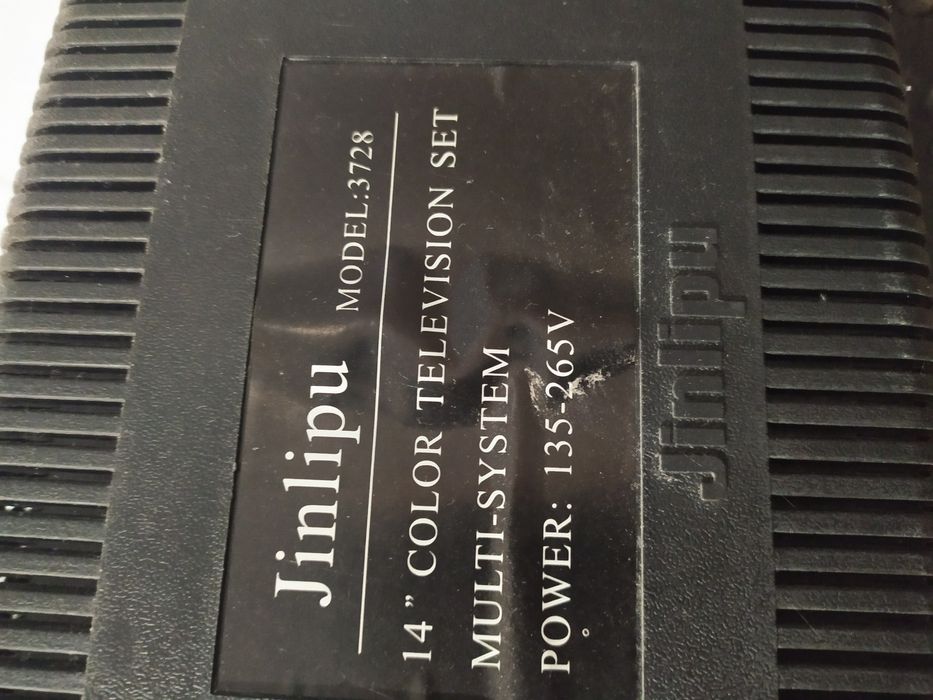 Jinlipu MODEL:3728
14" COLOR TELEVISION SET
MULTI-SYSTEM
POWER: 135-265V
Jinlipu